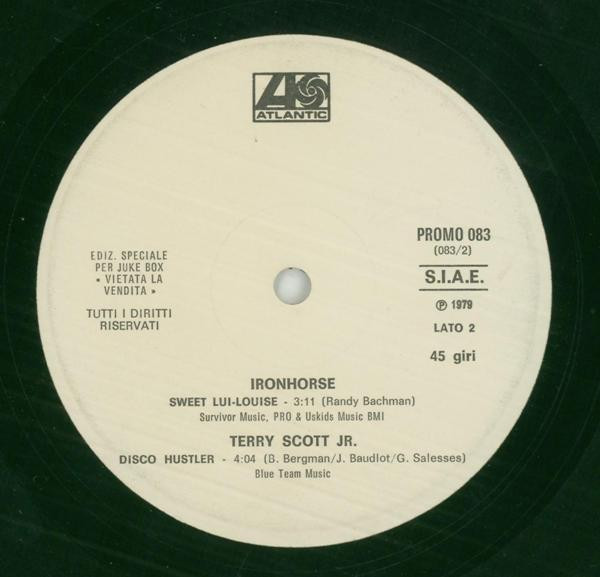 ATLANTIC
EDIZ. SPECIALE
PER JUKE BOX
« VIETATA LA
VENDITA »
TUTTI I DIRITTI
RISERVATI
PROMO 083
(083/2)
S.I.A.E.
℗ 1979
LATO 2
45 giri
IRONHORSE
SWEET LUI-LOUISE - 3:11 (Randy Bachman)
Survivor Music, PRO & Uskids Music BMI
TERRY SCOTT JR.
DISCO HUSTLER - 4:04 (B. Bergman/J. Baudlot/G. Salesses)
Blue Team Music